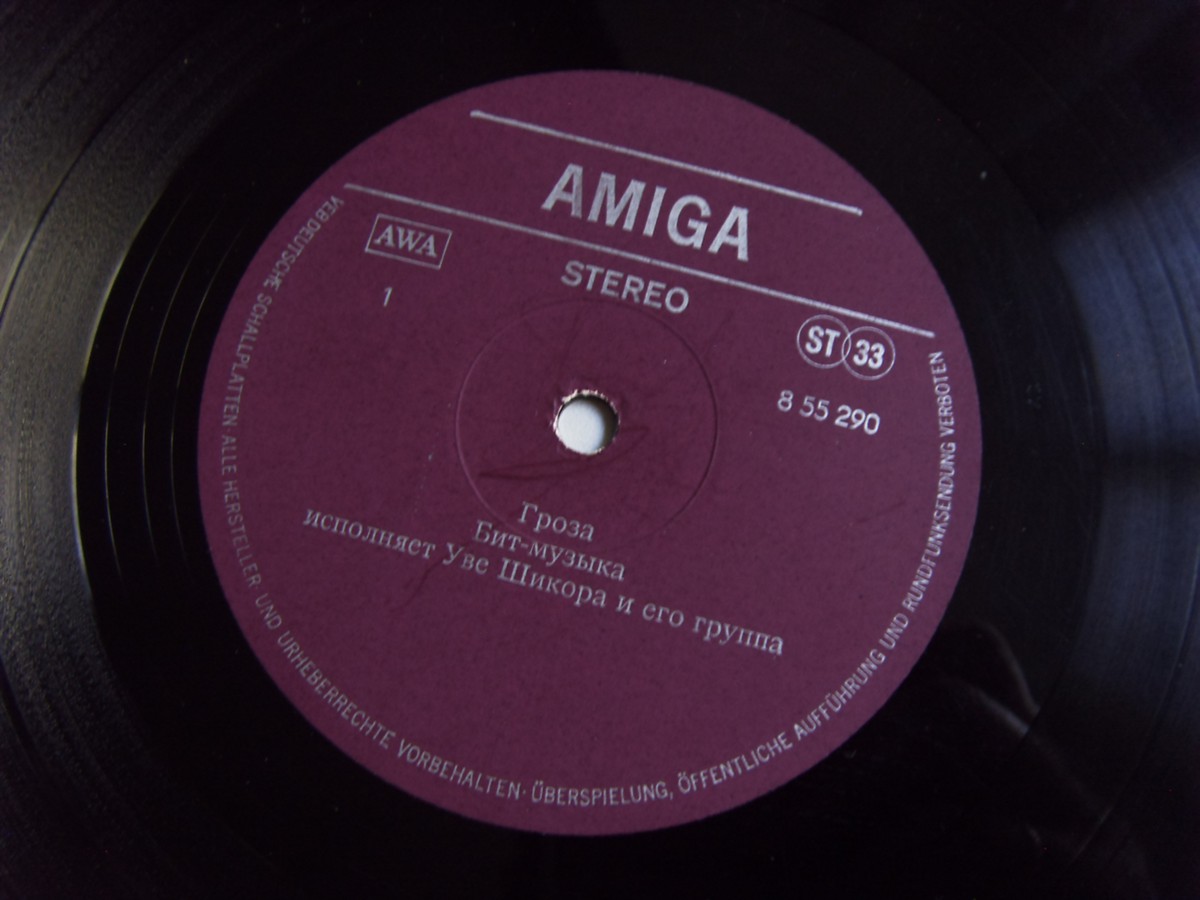 AMIGA
AWA
STEREO
1
ST 33
8 55 290
Гроза
Бит-музыка
исполняет Уве Шикора и его группа
VEB DEUTSCHE SCHALLPLATTEN · ALLE HERSTELLER- UND URHEBERRECHTE VORBEHALTEN · ÜBERSPIELUNG, ÖFFENTLICHE AUFFÜHRUNG UND RUNDFUNKSENDUNG VERBOTEN